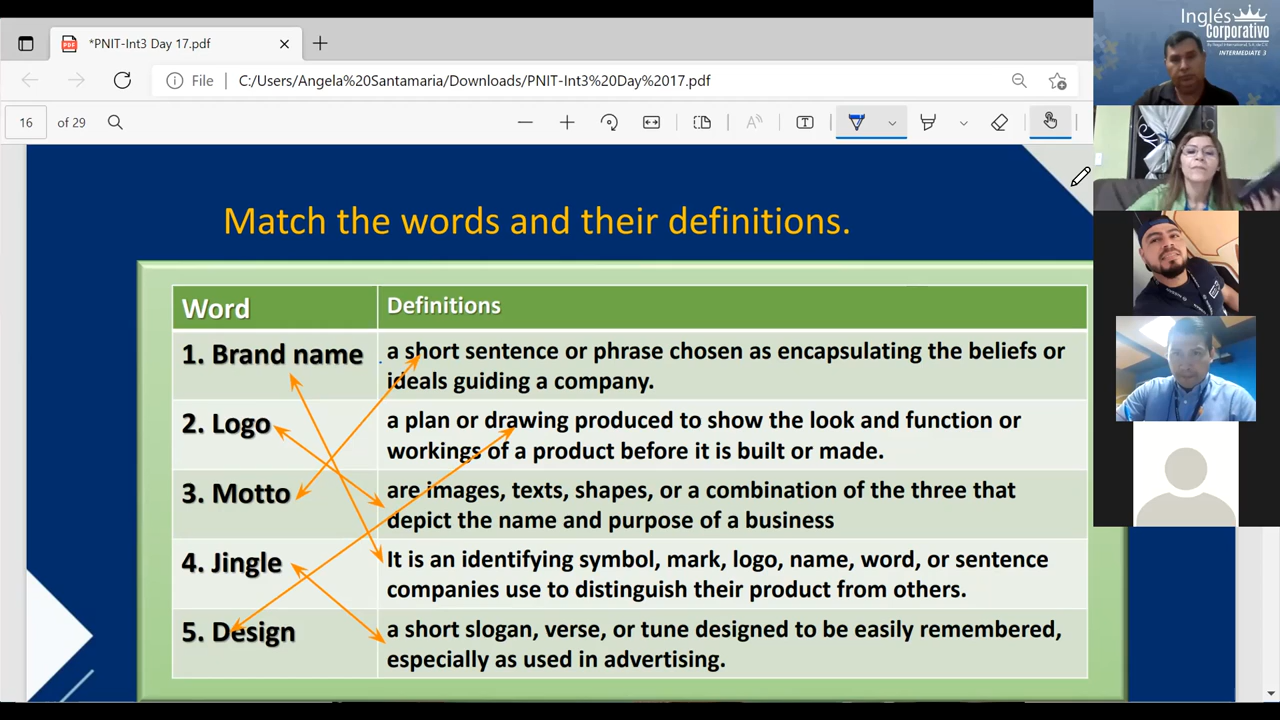 *PNIT-Int3 Day 17.pdf
File
C:/Users/Angela%20Santamaria/Downloads/PNIT-Int3%20Day%2017.pdf
16 of 29
Match the words and their definitions.
Word
Definitions
1. Brand name
a short sentence or phrase chosen as encapsulating the beliefs or
ideals guiding a company.
2. Logo
a plan or drawing produced to show the look and function or
workings of a product before it is built or made.
3. Motto
are images, texts, shapes, or a combination of the three that
depict the name and purpose of a business
4. Jingle
It is an identifying symbol, mark, logo, name, word, or sentence
companies use to distinguish their product from others.
5. Design
a short slogan, verse, or tune designed to be easily remembered,
especially as used in advertising.
Inglés
Corporativo
INTERMEDIATE 3